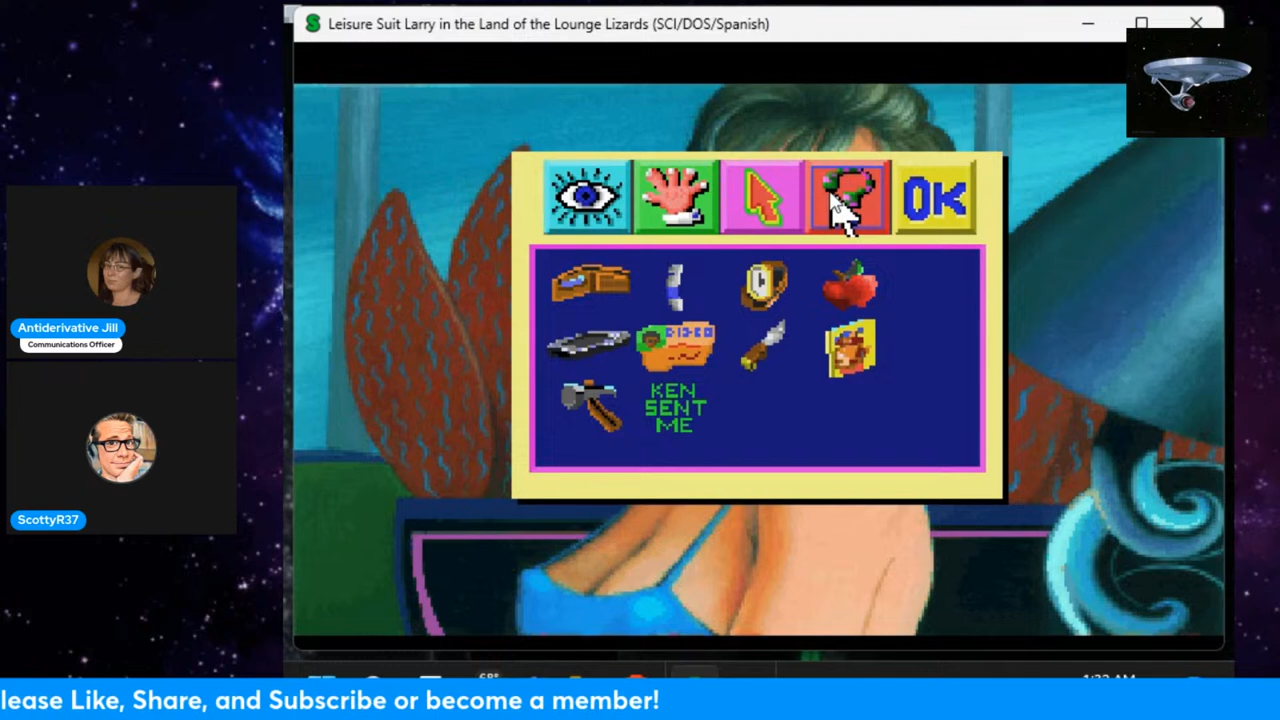 Leisure Suit Larry in the Land of the Lounge Lizards (SCI/DOS/Spanish)
OK
KEN
SENT
ME
Antiderivative Jill
Communications Officer
ScottyR37
lease Like, Share, and Subscribe or become a member!